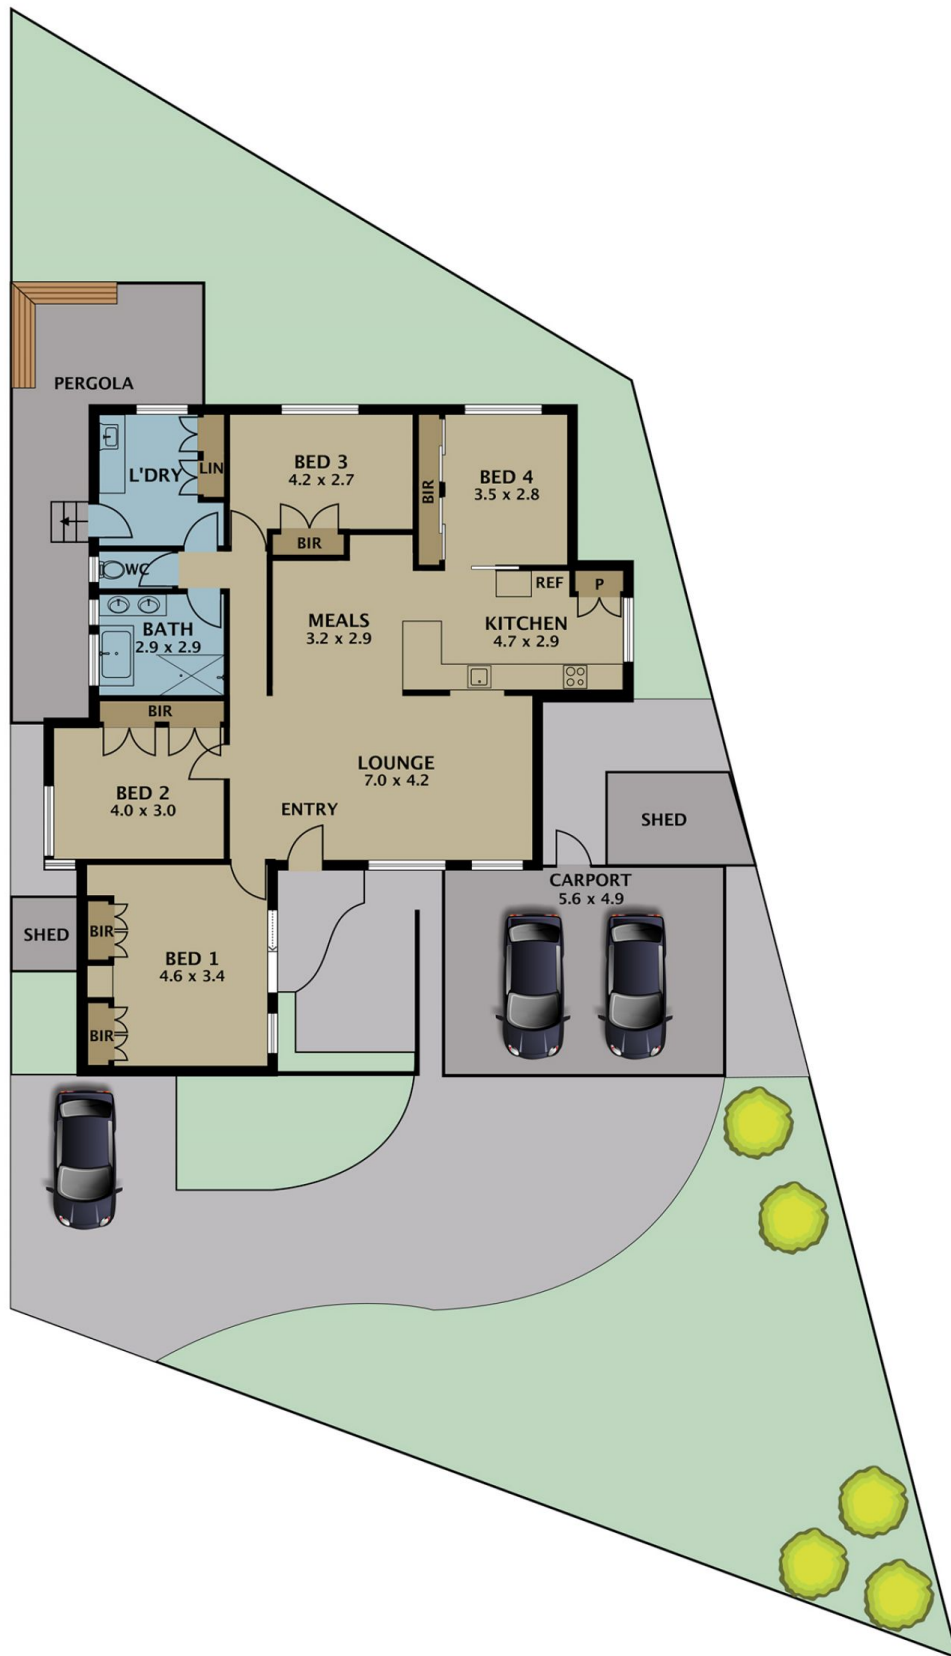 PERGOLA
L'DRY
LIN
BED 3
4.2 x 2.7
BIR
BIR
BED 4
3.5 x 2.8
WC
BATH
2.9 x 2.9
MEALS
3.2 x 2.9
REF
P
KITCHEN
4.7 x 2.9
BIR
BED 2
4.0 x 3.0
LOUNGE
7.0 x 4.2
ENTRY
SHED
CARPORT
5.6 x 4.9
SHED
BIR
BED 1
4.6 x 3.4
BIR